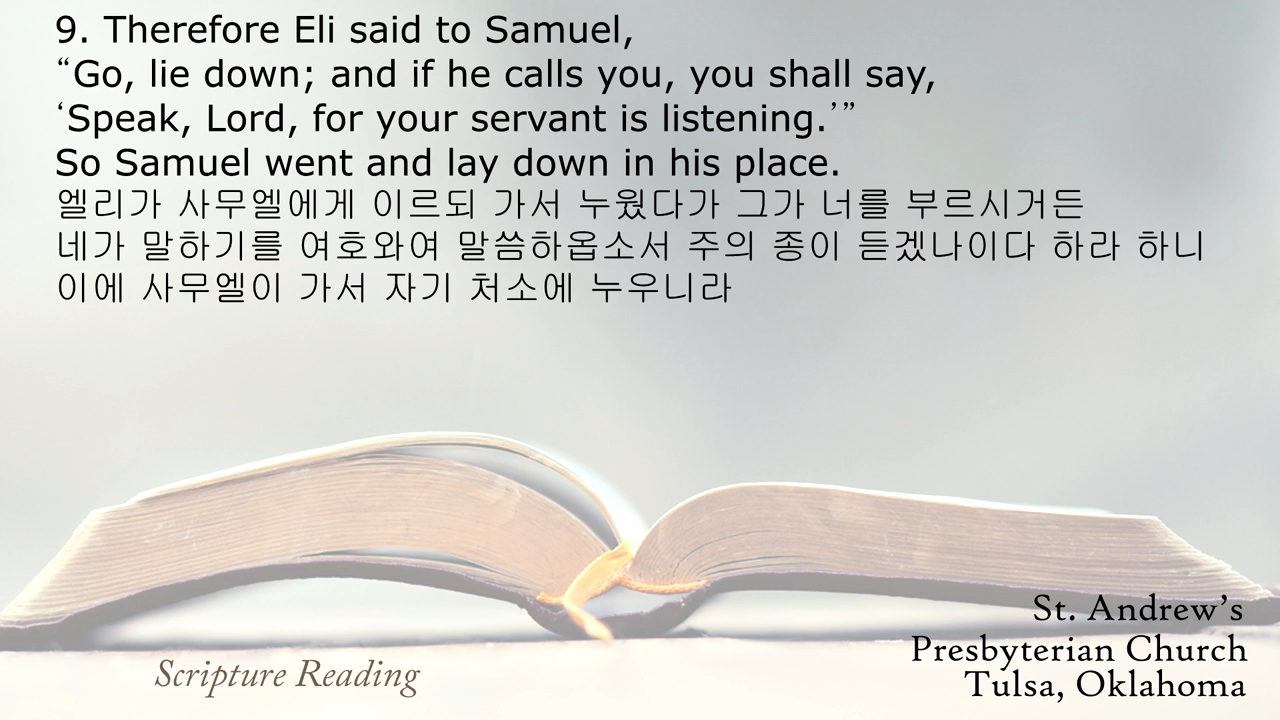 9. Therefore Eli said to Samuel,
“Go, lie down; and if he calls you, you shall say,
‘Speak, Lord, for your servant is listening.’”
So Samuel went and lay down in his place.
엘리가 사무엘에게 이르되 가서 누웠다가 그가 너를 부르시거든
네가 말하기를 여호와여 말씀하옵소서 주의 종이 듣겠나이다 하라 하니
이에 사무엘이 가서 자기 처소에 누우니라
St. Andrew’s
Presbyterian Church
Tulsa, Oklahoma
Scripture Reading